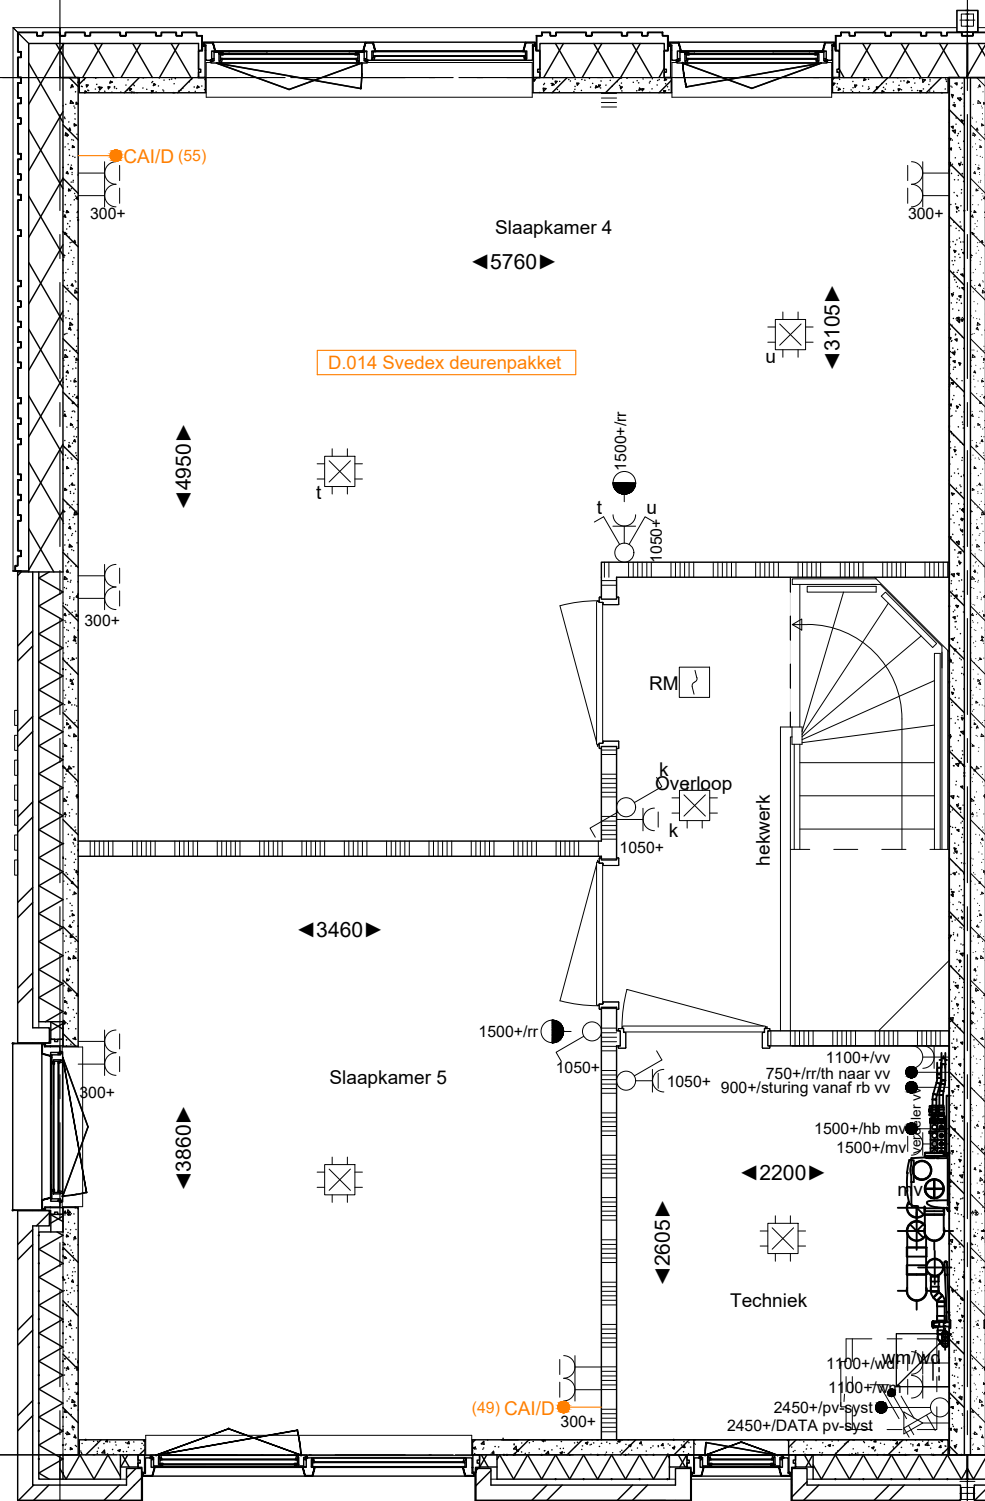 CAI/D (55)
300+
300+
Slaapkamer 4
5760
3105
u
D.014 Svedex deurenpakket
4950
t
1500+/rr
t
u
1050+
300+
RM
k
Overloop
k
1050+
hekwerk
3460
1500+/rr
1050+
1050+
300+
Slaapkamer 5
3860
1100+/vv
750+/rr/th naar vv
900+/sturing vanaf rb vv
verdeler vv
1500+/hb mv
1500+/mv
mv
2200
2605
Techniek
wm/wd
1100+/wd
1100+/wm
2450+/pv-syst
2450+/DATA pv-syst
(49) CAI/D
300+